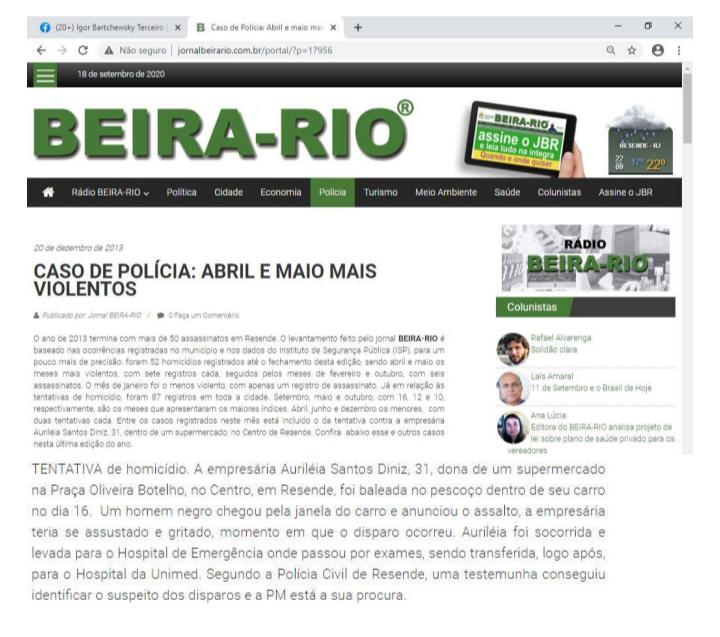 (20+) Igor Bartchewsky Terceiro
Caso de Polícia: Abril e maio mai
Não seguro | jornalbeirario.com.br/portal/?p=17956
18 de setembro de 2020
BEIRA-RIO®
BEIRA-RIO
assine o JBR
e leia tudo na íntegra
Quando e onde quiser
RESENDE - RJ
22
09
17° 22°
Rádio BEIRA-RIO Política Cidade Economia Polícia Turismo Meio Ambiente Saúde Colunistas Assine o JBR
20 de dezembro de 2013
CASO DE POLÍCIA: ABRIL E MAIO MAIS
VIOLENTOS
Publicado por: Jornal BEIRA-RIO / 0 Faça um Comentário
O ano de 2013 termina com mais de 50 assassinatos em Resende. O levantamento feito pelo jornal BEIRA-RIO é
baseado nas ocorrências registradas no município e nos dados do Instituto de Segurança Pública (ISP), para um
pouco mais de precisão: foram 52 homicídios registrados até o fechamento desta edição, sendo abril e maio os
meses mais violentos, com sete registros cada, seguidos pelos meses de fevereiro e outubro, com seis
assassinatos. O mês de janeiro foi o menos violento, com apenas um registro de assassinato. Já em relação às
tentativas de homicídio, foram 87 registros em toda a cidade. Setembro, maio e outubro, com 16, 12 e 10,
respectivamente, são os meses que apresentaram os maiores índices. Abril, junho e dezembro os menores, com
duas tentativas cada. Entre os casos registrados neste mês está incluído o da tentativa contra a empresária
Auriléia Santos Diniz, 31, dentro de um supermercado, no Centro de Resende. Confira abaixo esse e outros casos
nesta última edição do ano.
RÁDIO
BEIRA-RIO
Colunistas
Rafael Alvarenga
Solidão clara
Laís Amaral
11 de Setembro e o Brasil de Hoje
Ana Lúcia
Editora do BEIRA-RIO analisa projeto de
lei sobre plano de saúde privado para os
vereadores
TENTATIVA de homicídio. A empresária Auriléia Santos Diniz, 31, dona de um supermercado
na Praça Oliveira Botelho, no Centro, em Resende, foi baleada no pescoço dentro de seu carro
no dia 16. Um homem negro chegou pela janela do carro e anunciou o assalto, a empresária
teria se assustado e gritado, momento em que o disparo ocorreu. Auriléia foi socorrida e
levada para o Hospital de Emergência onde passou por exames, sendo transferida, logo após,
para o Hospital da Unimed. Segundo a Polícia Civil de Resende, uma testemunha conseguiu
identificar o suspeito dos disparos e a PM está a sua procura.